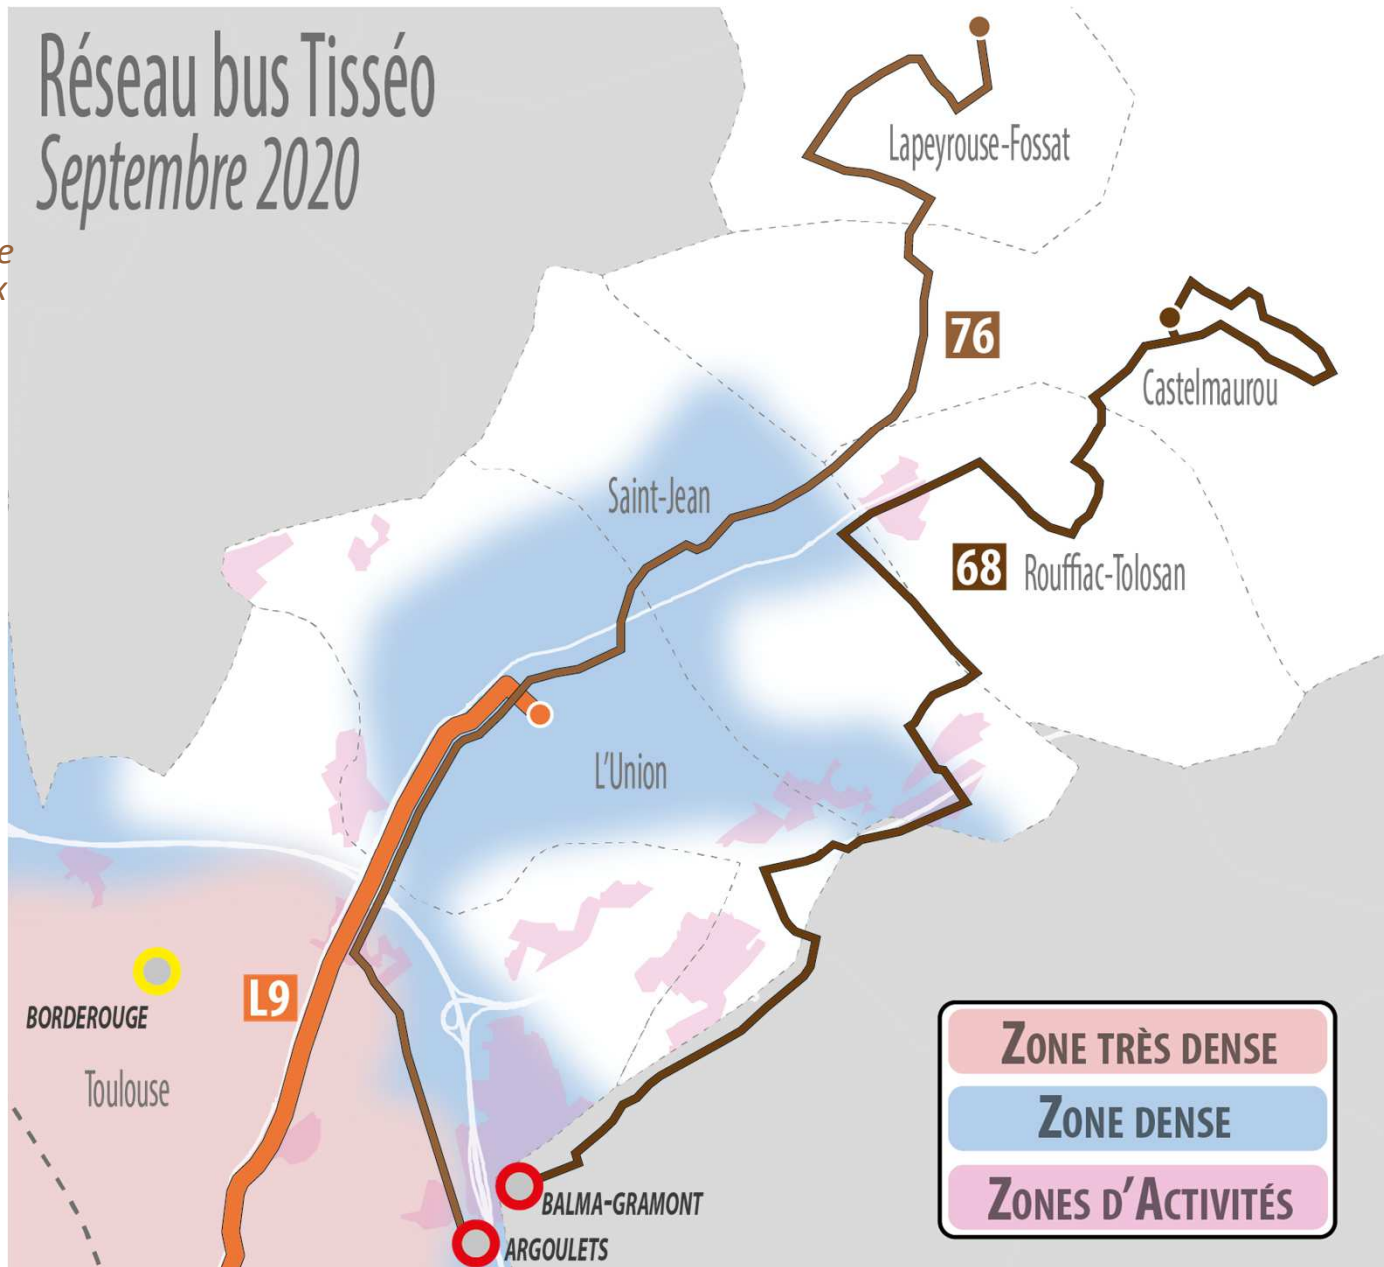 Réseau bus Tisséo
Septembre 2020
e
x
Lapeyrouse-Fossat
76
Castelmaurou
Saint-Jean
68
Rouffiac-Tolosan
L'Union
L9
BORDEROUGE
Toulouse
ZONE TRÈS DENSE
ZONE DENSE
ZONES D'ACTIVITÉS
BALMA-GRAMONT
ARGOULETS